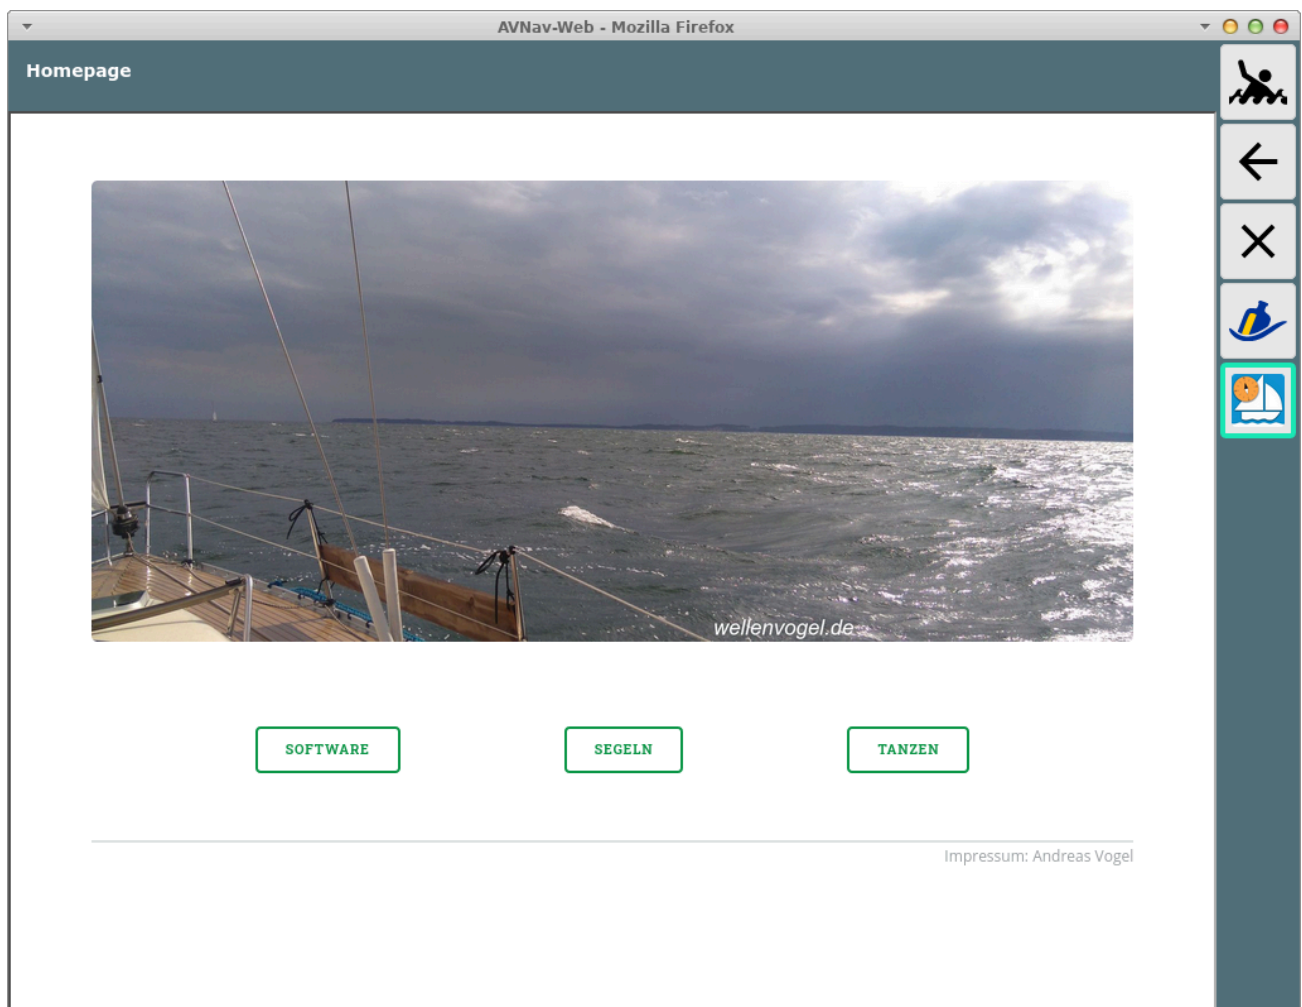 AVNav-Web - Mozilla Firefox
Homepage
wellenvogel.de
SOFTWARE
SEGELN
TANZEN
Impressum: Andreas Vogel